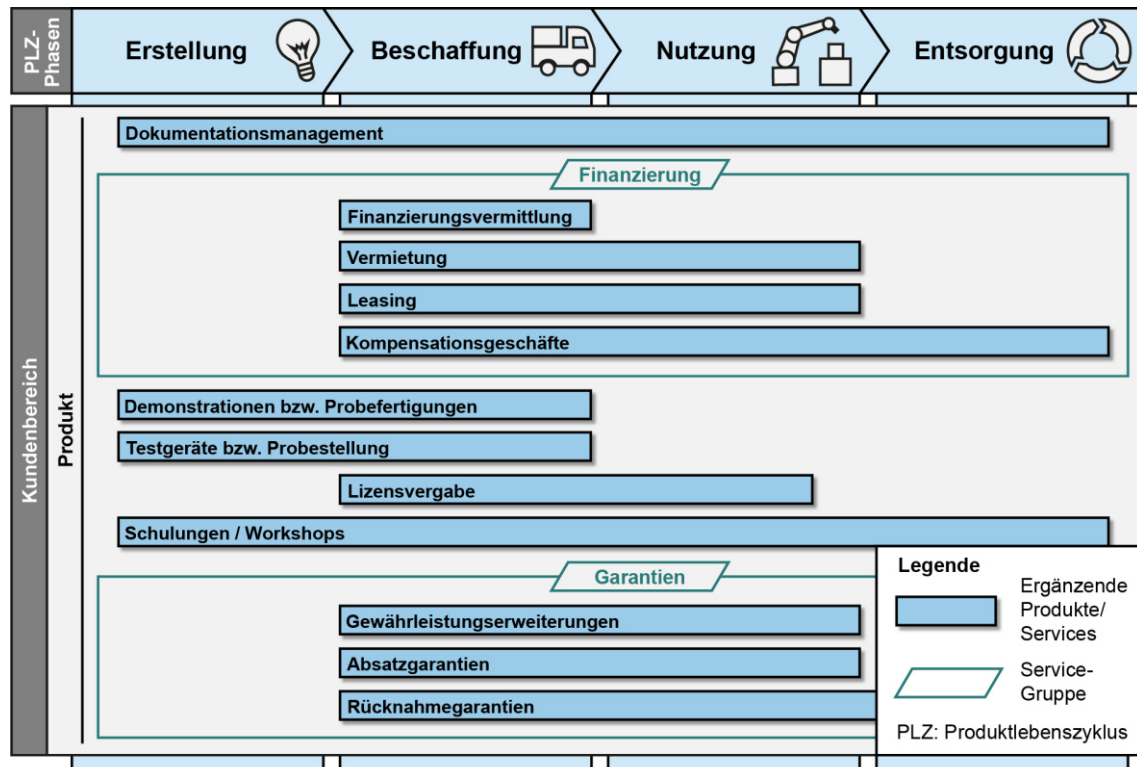 PLZ-
Phasen
Erstellung
Beschaffung
Nutzung
Entsorgung
Kundenbereich
Produkt
Dokumentationsmanagement
Finanzierung
Finanzierungsvermittlung
Vermietung
Leasing
Kompensationsgeschäfte
Demonstrationen bzw. Probefertigungen
Testgeräte bzw. Probestellung
Lizensvergabe
Schulungen / Workshops
Garantien
Gewährleistungserweiterungen
Absatzgarantien
Rücknahmegarantien
Legende
Ergänzende
Produkte/
Services
Service-
Gruppe
PLZ: Produktlebenszyklus